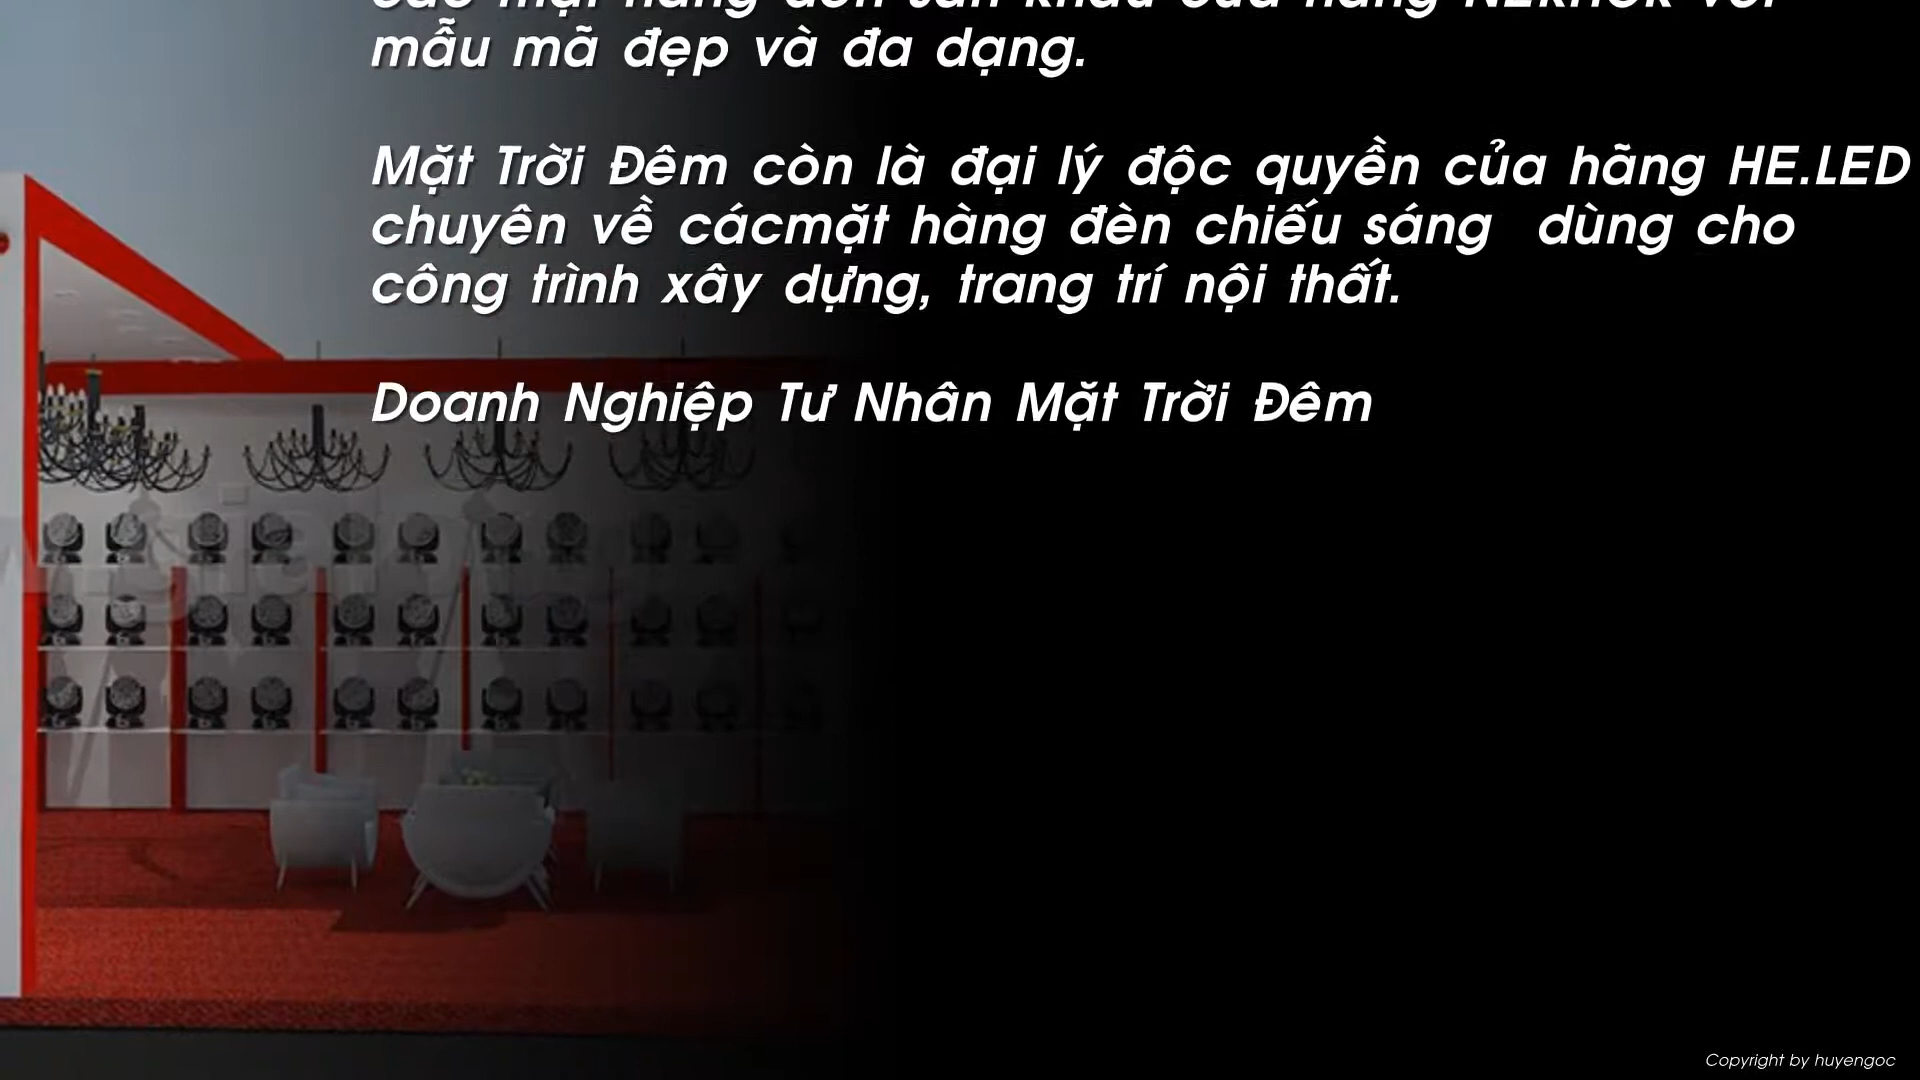 mẫu mã đẹp và đa dạng.
Mặt Trời Đêm còn là đại lý độc quyền của hãng HE.LED
chuyên về cácmặt hàng đèn chiếu sáng  dùng cho
công trình xây dựng, trang trí nội thất.
Doanh Nghiệp Tư Nhân Mặt Trời Đêm
Copyright by huyengoc